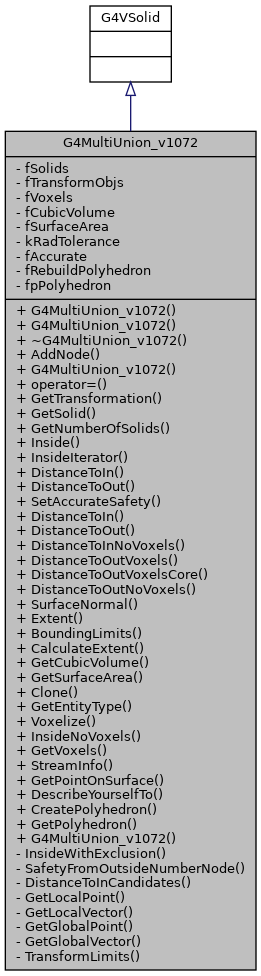 G4VSolid
G4MultiUnion_v1072
- fSolids
- fTransformObjs
- fVoxels
- fCubicVolume
- fSurfaceArea
- kRadTolerance
- fAccurate
- fRebuildPolyhedron
- fpPolyhedron
+ G4MultiUnion_v1072()
+ G4MultiUnion_v1072()
+ ~G4MultiUnion_v1072()
+ AddNode()
+ G4MultiUnion_v1072()
+ operator=()
+ GetTransformation()
+ GetSolid()
+ GetNumberOfSolids()
+ Inside()
+ InsideIterator()
+ DistanceToIn()
+ DistanceToOut()
+ SetAccurateSafety()
+ DistanceToIn()
+ DistanceToOut()
+ DistanceToInNoVoxels()
+ DistanceToOutVoxels()
+ DistanceToOutVoxelsCore()
+ DistanceToOutNoVoxels()
+ SurfaceNormal()
+ Extent()
+ BoundingLimits()
+ CalculateExtent()
+ GetCubicVolume()
+ GetSurfaceArea()
+ Clone()
+ GetEntityType()
+ Voxelize()
+ InsideNoVoxels()
+ GetVoxels()
+ StreamInfo()
+ GetPointOnSurface()
+ DescribeYourselfTo()
+ CreatePolyhedron()
+ GetPolyhedron()
+ G4MultiUnion_v1072()
- InsideWithExclusion()
- SafetyFromOutsideNumberNode()
- DistanceToInCandidates()
- GetLocalPoint()
- GetLocalVector()
- GetGlobalPoint()
- GetGlobalVector()
- TransformLimits()